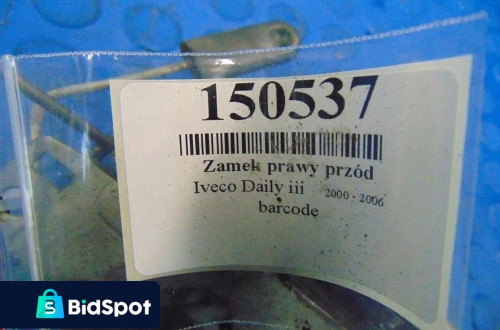 150537
Zamek prawy przód
Iveco Daily iii 2000 - 2006
barcode
BidSpot